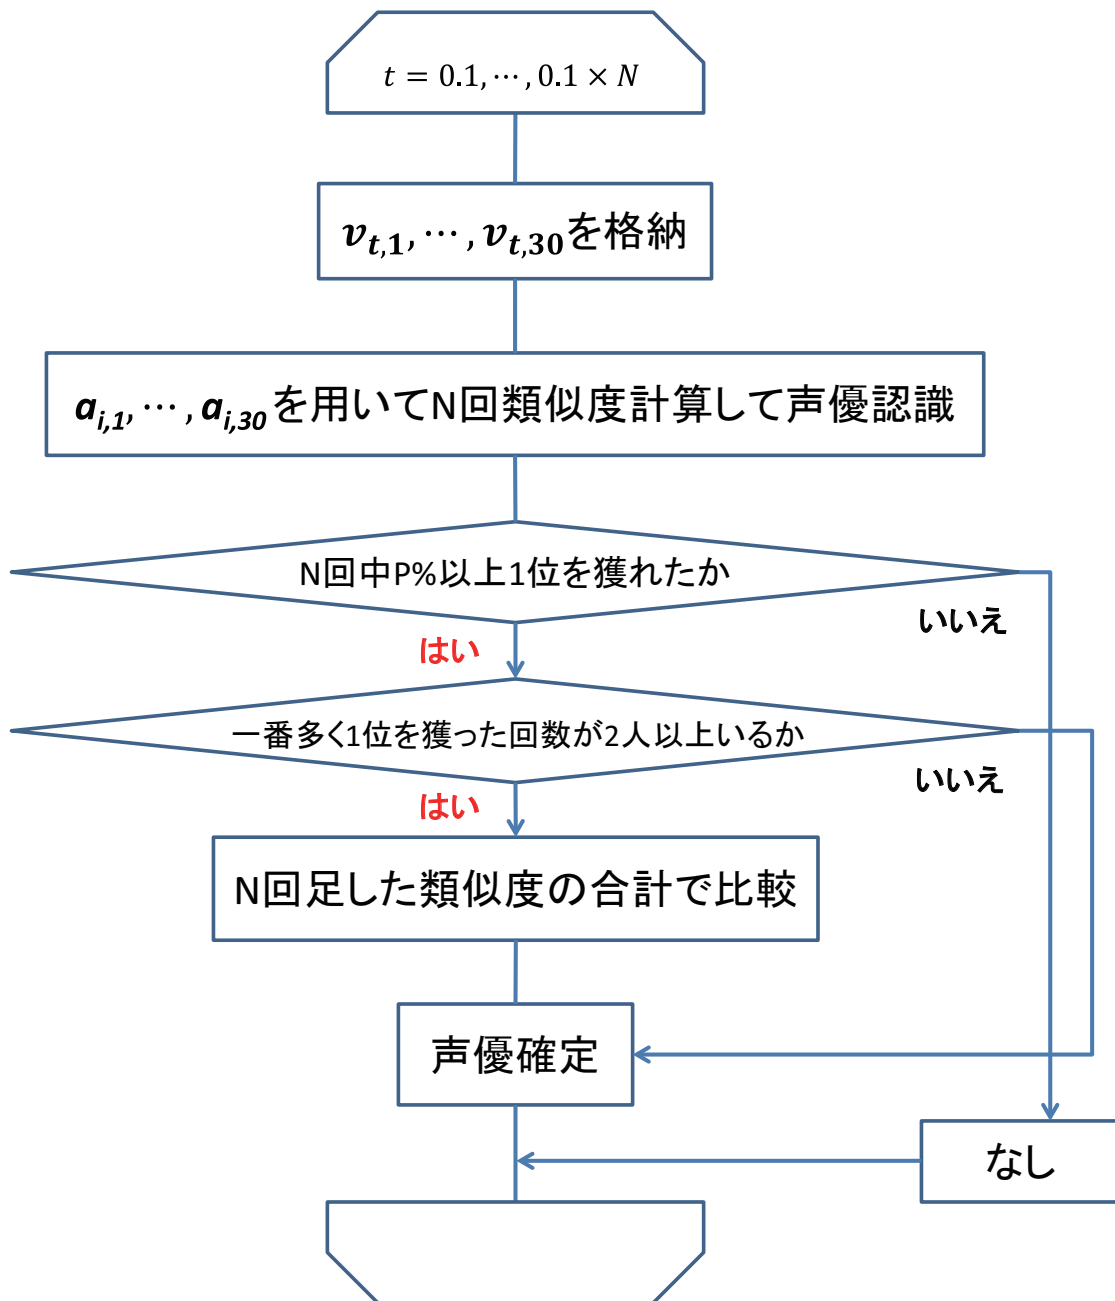 t = 0.1, ⋯ , 0.1 × N
v_{t,1}, ⋯ , v_{t,30}を格納
a_{i,1}, ⋯ , a_{i,30}を用いてN回類似度計算して声優認識
N回中P%以上1位を獲れたか
いいえ
はい
一番多く1位を獲った回数が2人以上いるか
いいえ
はい
N回足した類似度の合計で比較
声優確定
なし